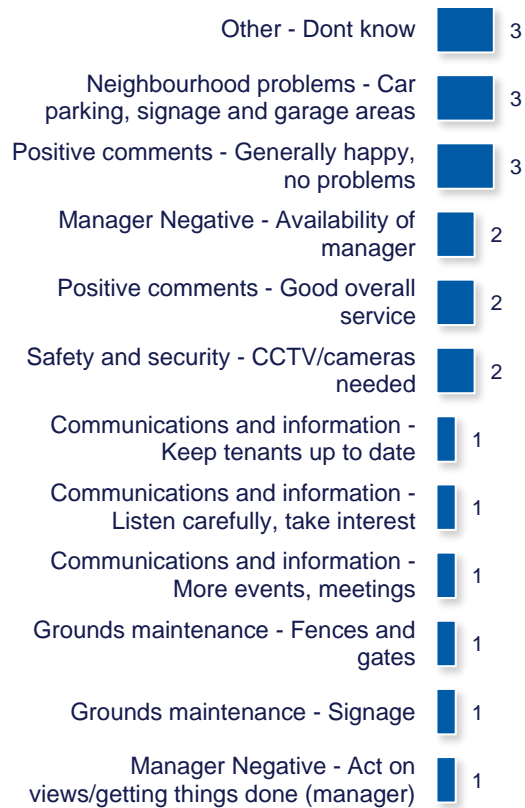 Other - Dont know
3
Neighbourhood problems - Car
parking, signage and garage areas
3
Positive comments - Generally happy,
no problems
3
Manager Negative - Availability of
manager
2
Positive comments - Good overall
service
2
Safety and security - CCTV/cameras
needed
2
Communications and information -
Keep tenants up to date
1
Communications and information -
Listen carefully, take interest
1
Communications and information -
More events, meetings
1
Grounds maintenance - Fences and
gates
1
Grounds maintenance - Signage
1
Manager Negative - Act on
views/getting things done (manager)
1